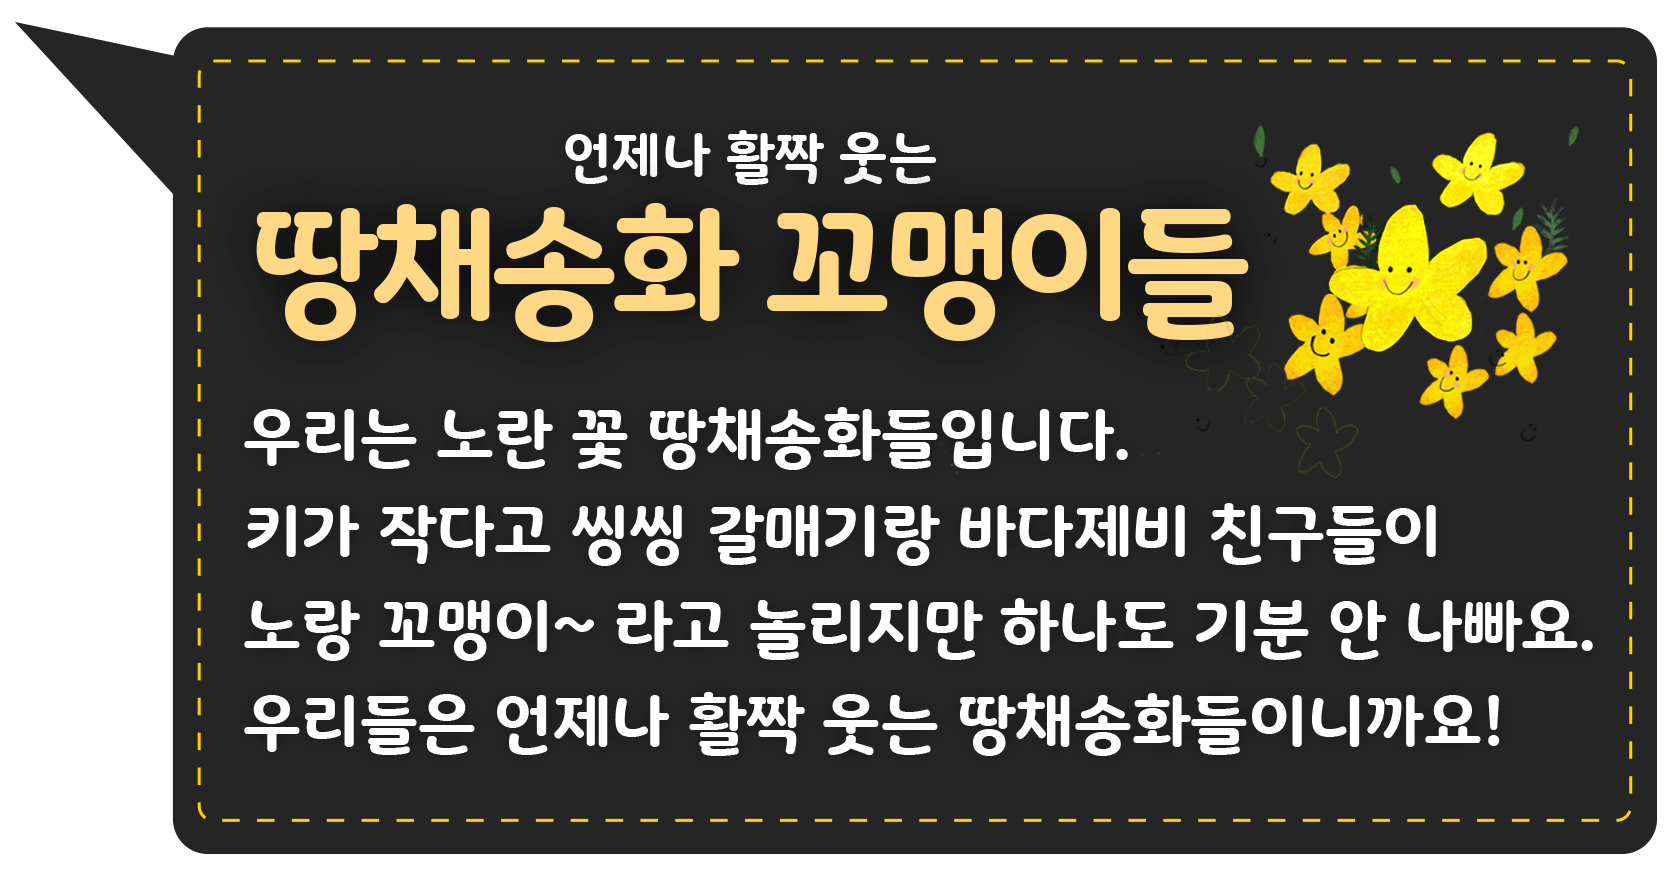 언제나 활짝 웃는
땅채송화 꼬맹이들
우리는 노란 꽃 땅채송화들입니다.
키가 작다고 씽씽 갈매기랑 바다제비 친구들이
노랑 꼬맹이~ 라고 놀리지만 하나도 기분 안 나빠요.
우리들은 언제나 활짝 웃는 땅채송화들이니까요!